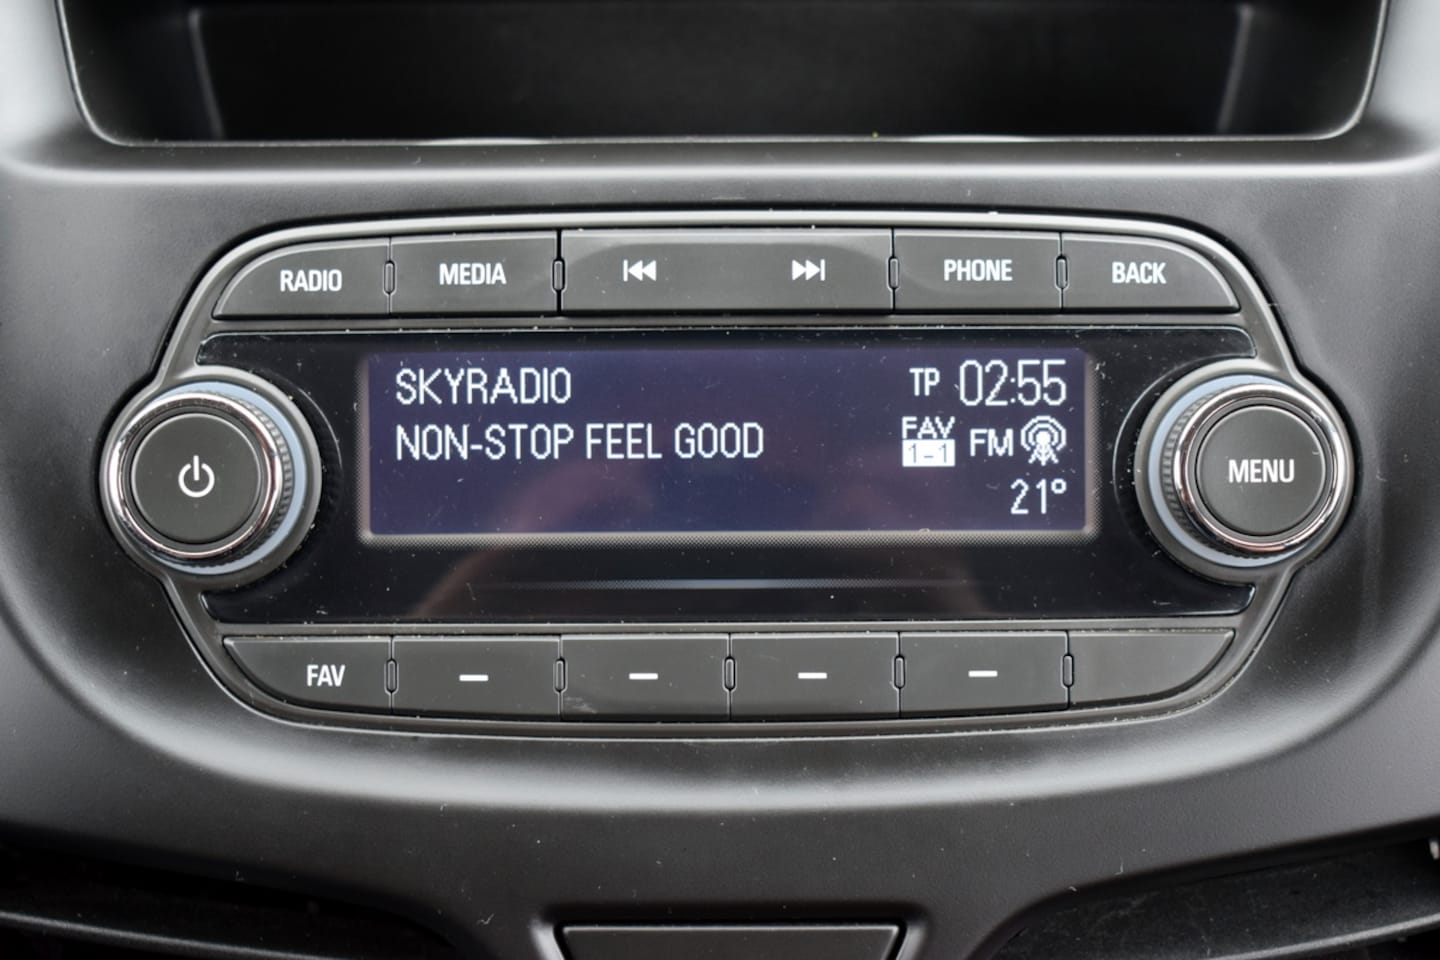 RADIO MEDIA PHONE BACK
SKYRADIO TP 02:55
NON-STOP FEEL GOOD FAV 1-1 FM
21°
MENU
FAV